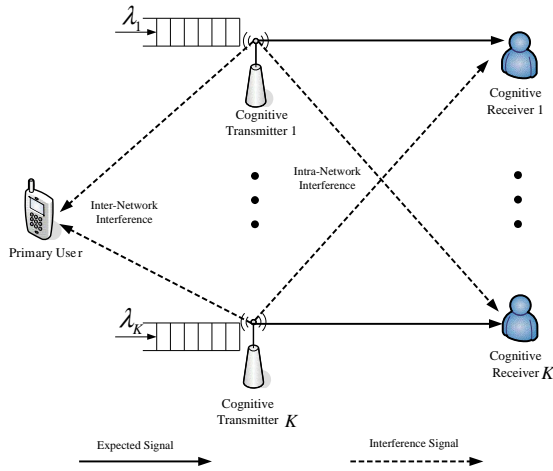 λ1
Cognitive
Transmitter 1
Cognitive
Receiver 1
Intra-Network
Interference
Inter-Network
Interference
Primary User
λK
Cognitive
Transmitter K
Cognitive
Receiver K
Expected Signal
Interference Signal